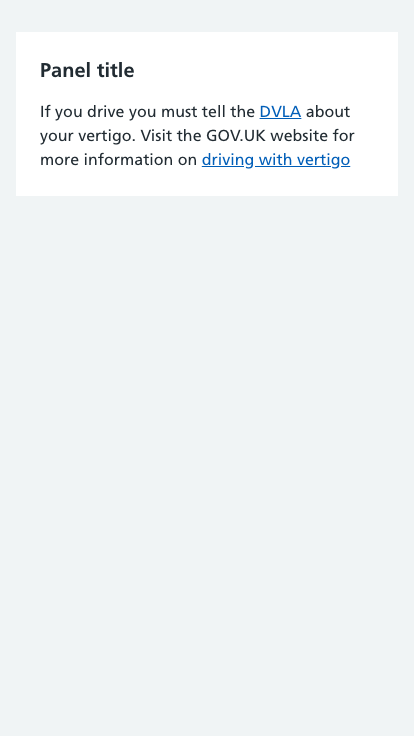 Panel title
If you drive you must tell the DVLA about
your vertigo. Visit the GOV.UK website for
more information on driving with vertigo